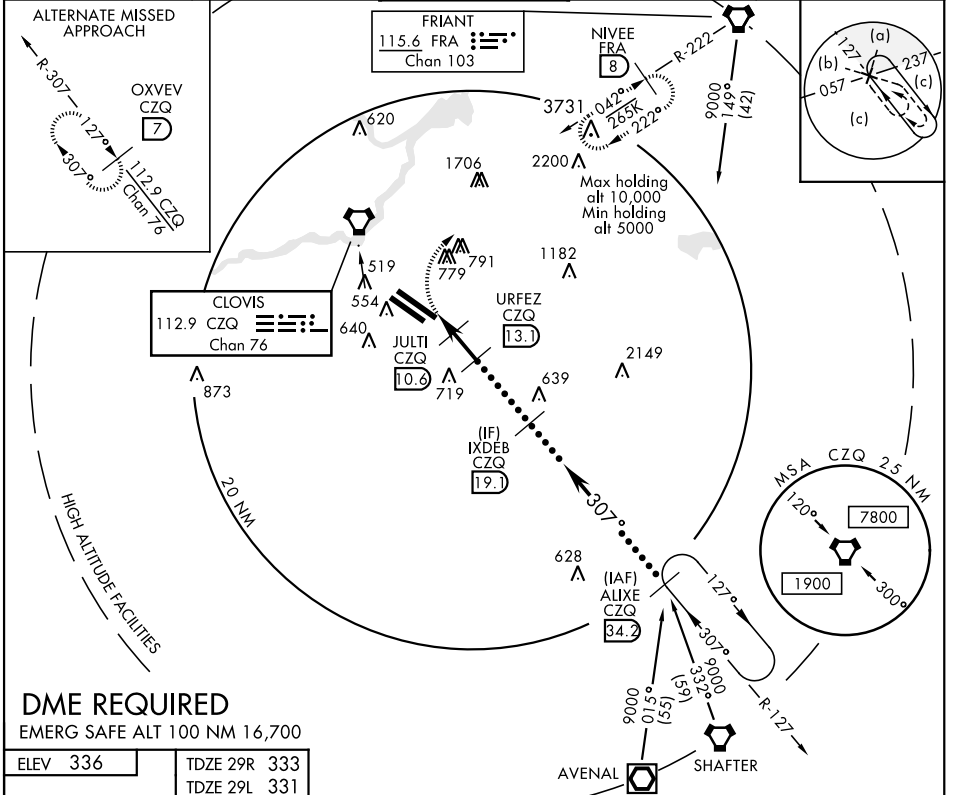 ALTERNATE MISSED
APPROACH
R-307
OXVEV
CZQ
7
127°
307°
112.9 CZQ
Chan 76
FRIANT
115.6 FRA
Chan 103
NIVEE
FRA
8
R-222
042°
265K
222°
9000
149°
(42)
(a)
127
(b)
237
057
(c)
(c)
3731
620
1706
2200
Max holding
alt 10,000
Min holding
alt 5000
519
779
791
1182
554
640
CLOVIS
112.9 CZQ
Chan 76
URFEZ
CZQ
13.1
JULTI
CZQ
10.6
719
639
2149
873
(IF)
IXDEB
CZQ
19.1
307°
20 NM
HIGH ALTITUDE FACILITIES
MSA CZQ 25 NM
120°
7800
1900
300°
628
(IAF)
ALIXE
CZQ
34.2
127°
307°
R-127
9000
015°
(55)
9000
332°
(59)
AVENAL
SHAFTER
DME REQUIRED
EMERG SAFE ALT 100 NM 16,700
ELEV 336
TDZE 29R 333
TDZE 29L 331